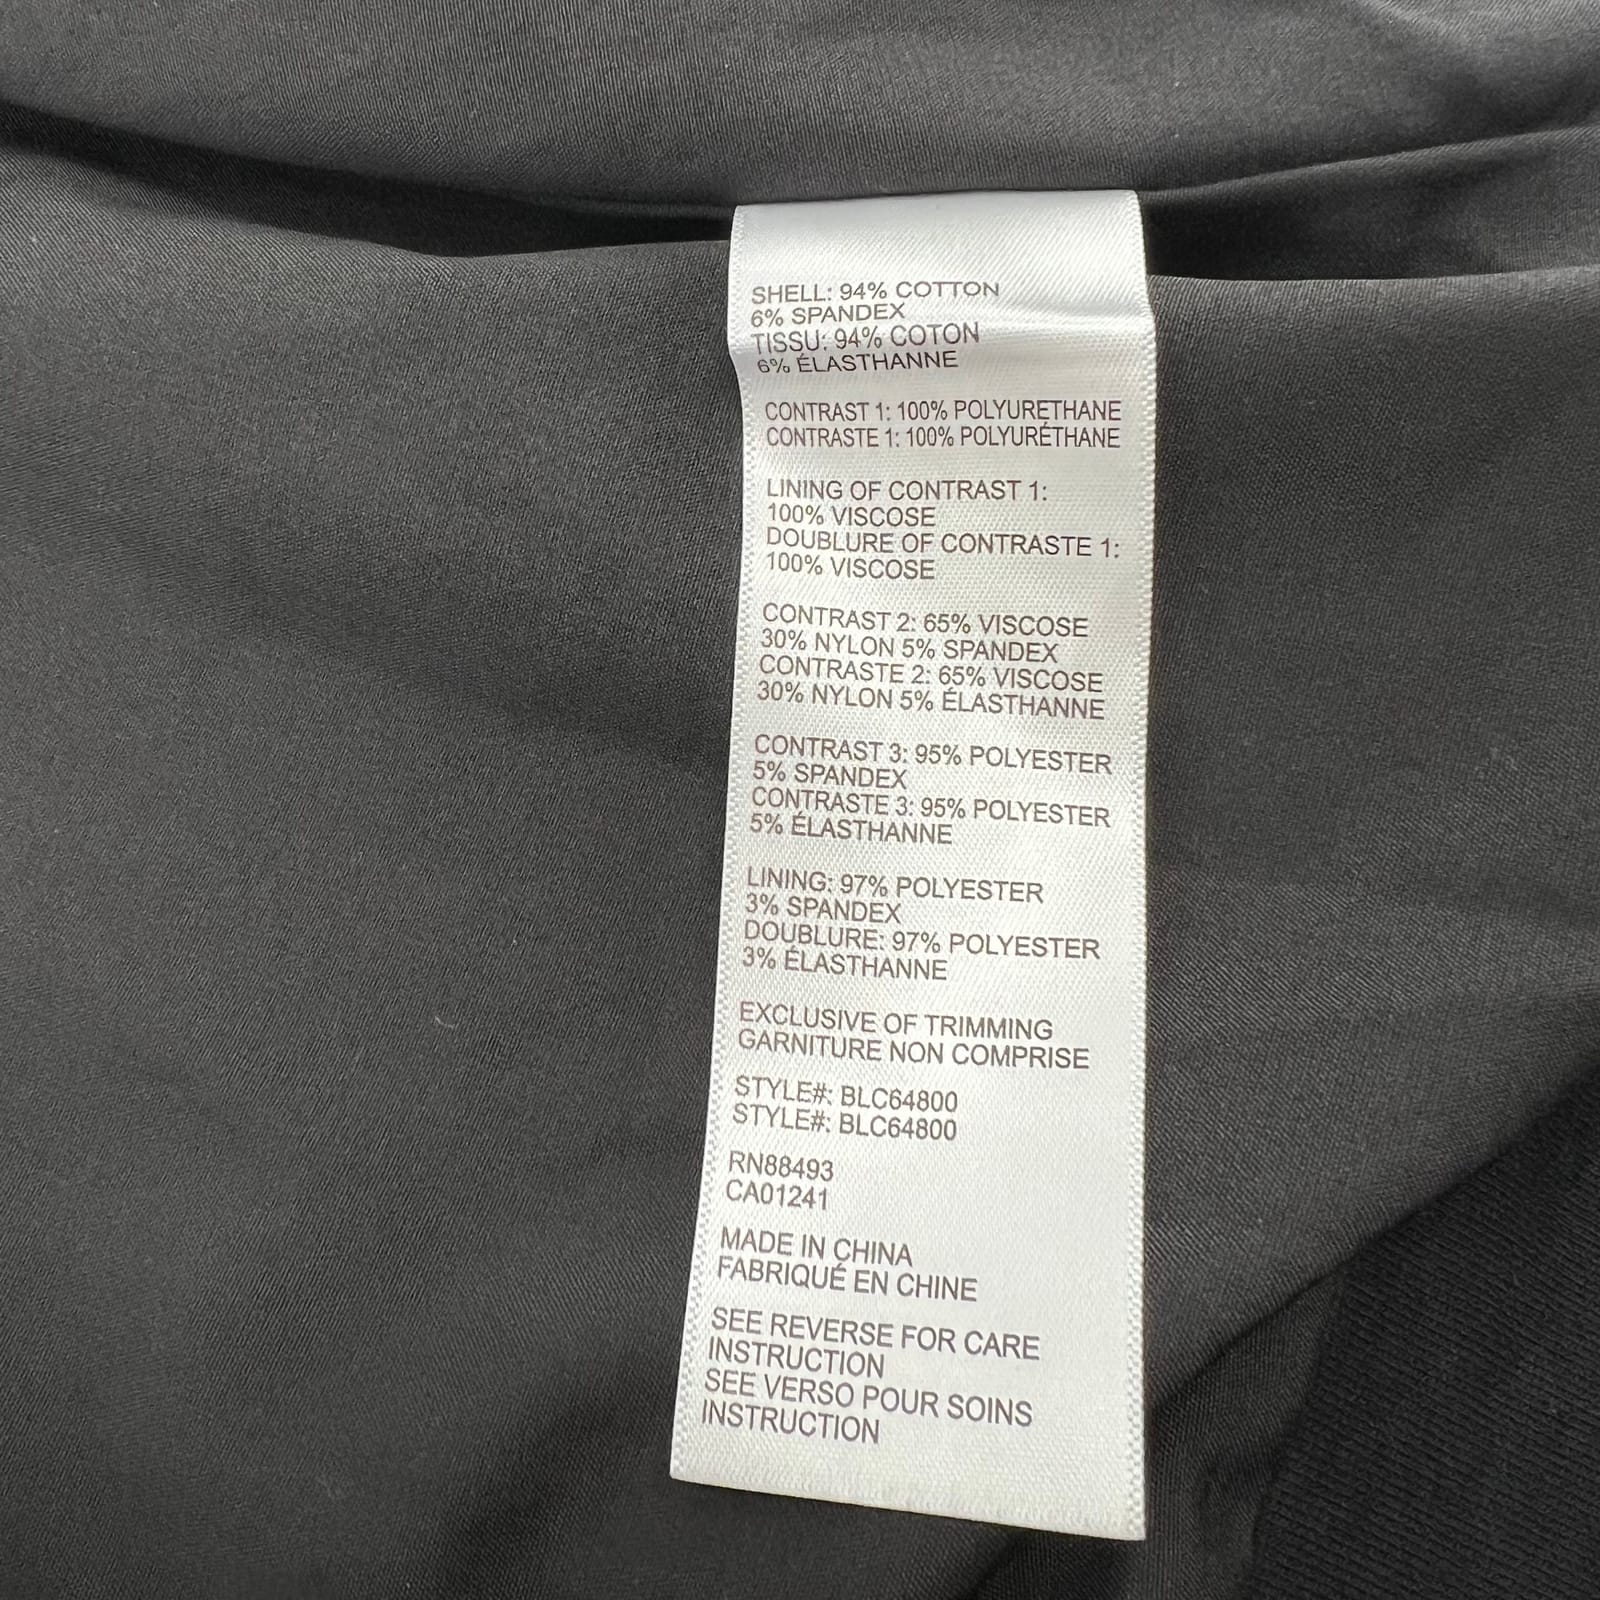 SHELL: 94% COTTON
6% SPANDEX
TISSU: 94% COTON
6% ÉLASTHANNE
CONTRAST 1: 100% POLYURETHANE
CONTRASTE 1: 100% POLYURÉTHANE
LINING OF CONTRAST 1:
100% VISCOSE
DOUBLURE OF CONTRASTE 1:
100% VISCOSE
CONTRAST 2: 65% VISCOSE
30% NYLON 5% SPANDEX
CONTRASTE 2: 65% VISCOSE
30% NYLON 5% ÉLASTHANNE
CONTRAST 3: 95% POLYESTER
5% SPANDEX
CONTRASTE 3: 95% POLYESTER
5% ÉLASTHANNE
LINING: 97% POLYESTER
3% SPANDEX
DOUBLURE: 97% POLYESTER
3% ÉLASTHANNE
EXCLUSIVE OF TRIMMING
GARNITURE NON COMPRISE
STYLE#: BLC64800
STYLE#: BLC64800
RN88493
CA01241
MADE IN CHINA
FABRIQUÉ EN CHINE
SEE REVERSE FOR CARE
INSTRUCTION
SEE VERSO POUR SOINS
INSTRUCTION